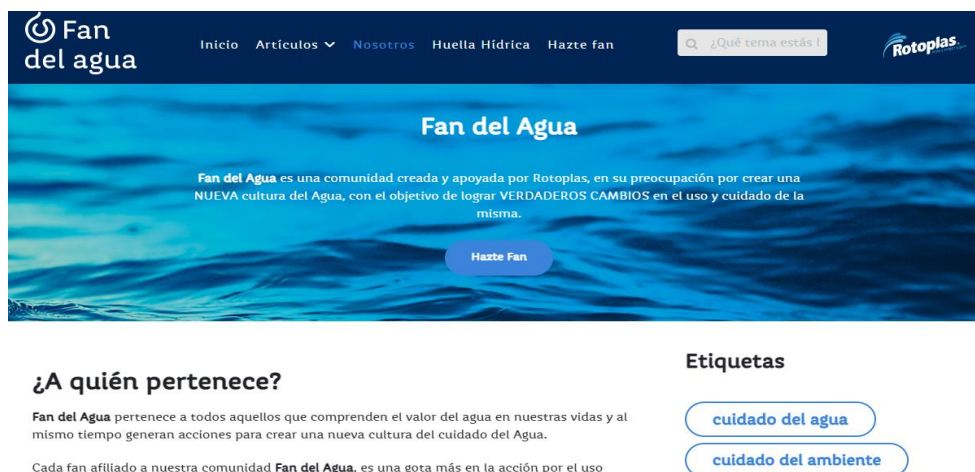 Fan
del agua
Inicio Artículos Nosotros Huella Hídrica Hazte fan
¿Qué tema estás
Rotoplas
Fan del Agua
Fan del Agua es una comunidad creada y apoyada por Rotoplas, en su preocupación por crear una
NUEVA cultura del Agua, con el objetivo de lograr VERDADEROS CAMBIOS en el uso y cuidado de la
misma.
Hazte Fan
¿A quién pertenece?
Fan del Agua pertenece a todos aquellos que comprenden el valor del agua en nuestras vidas y al
mismo tiempo generan acciones para crear una nueva cultura del cuidado del Agua.
Cada fan afiliado a nuestra comunidad Fan del Agua, es una gota más en la acción por el uso
Etiquetas
cuidado del agua
cuidado del ambiente